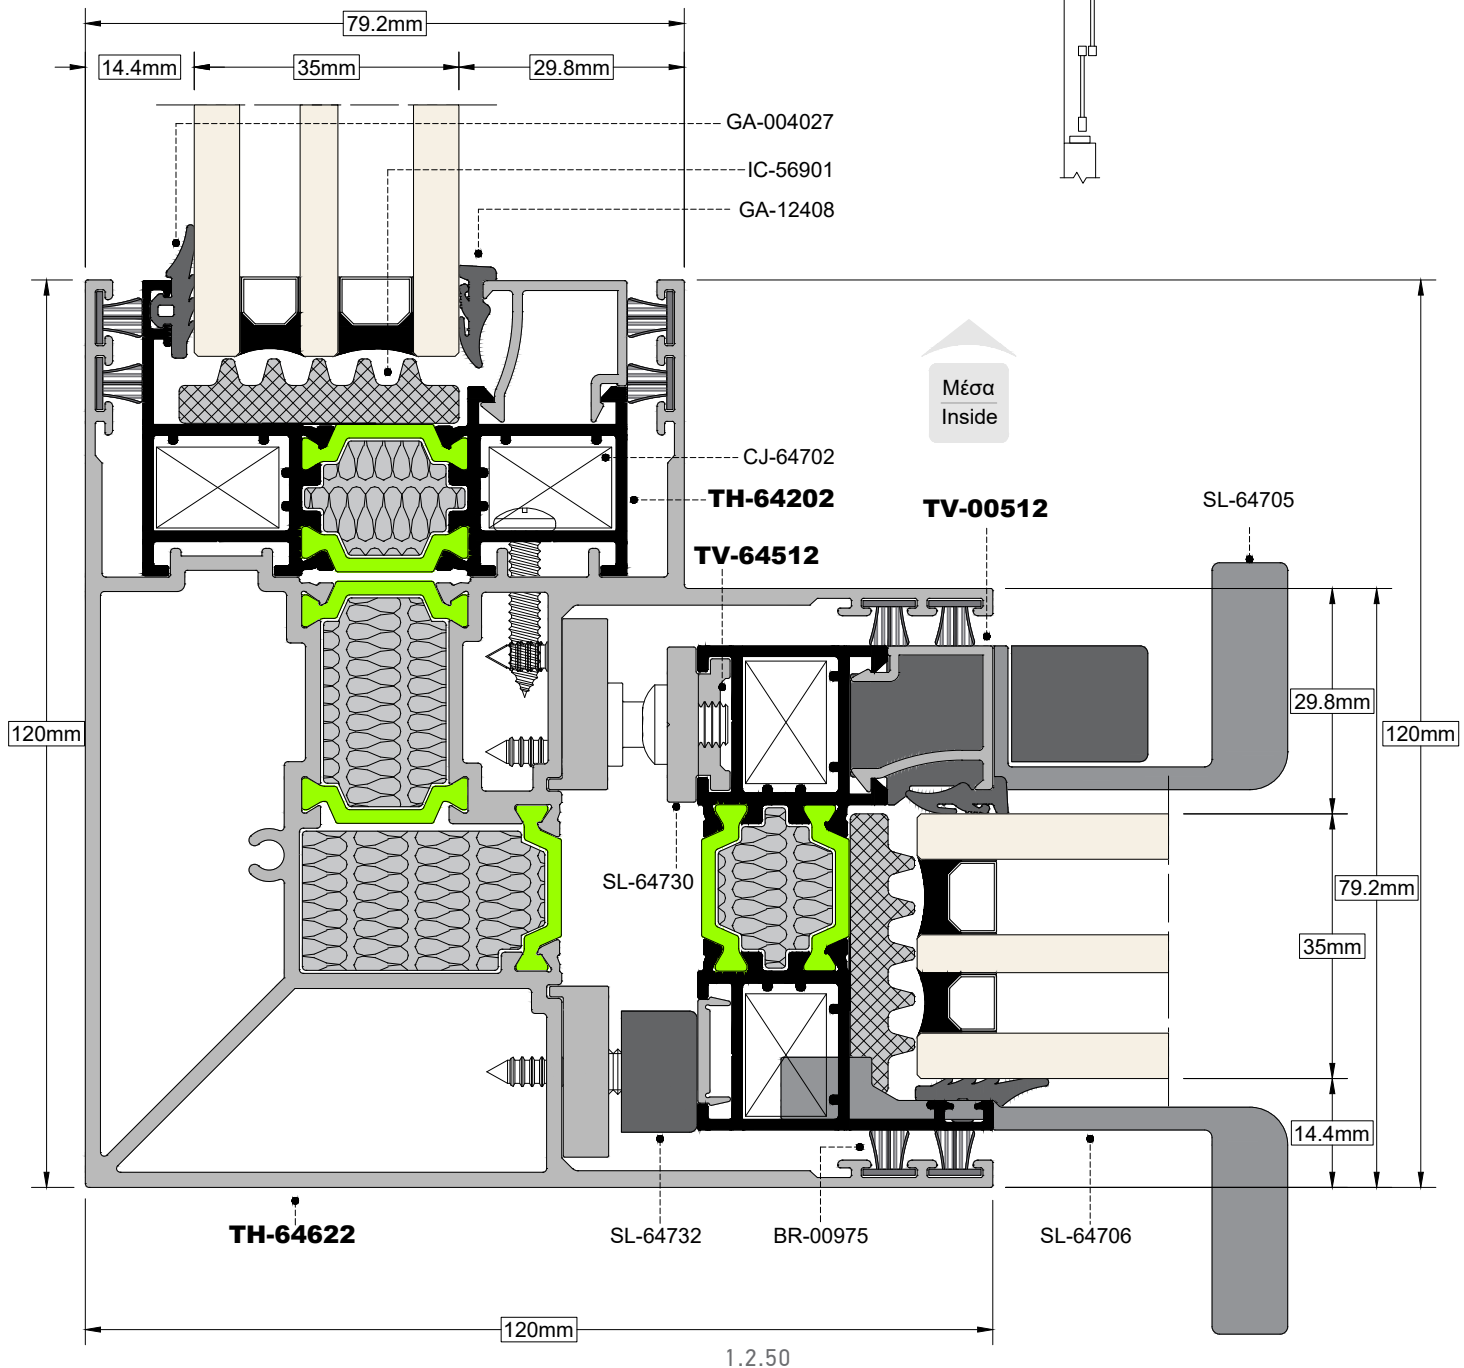 79.2mm
14.4mm
35mm
29.8mm
GA-004027
IC-56901
GA-12408
Μέσα
Inside
CJ-64702
TH-64202
TV-00512
SL-64705
TV-64512
29.8mm
120mm
120mm
SL-64730
79.2mm
35mm
14.4mm
TH-64622
SL-64732
BR-00975
SL-64706
120mm
1.2.50